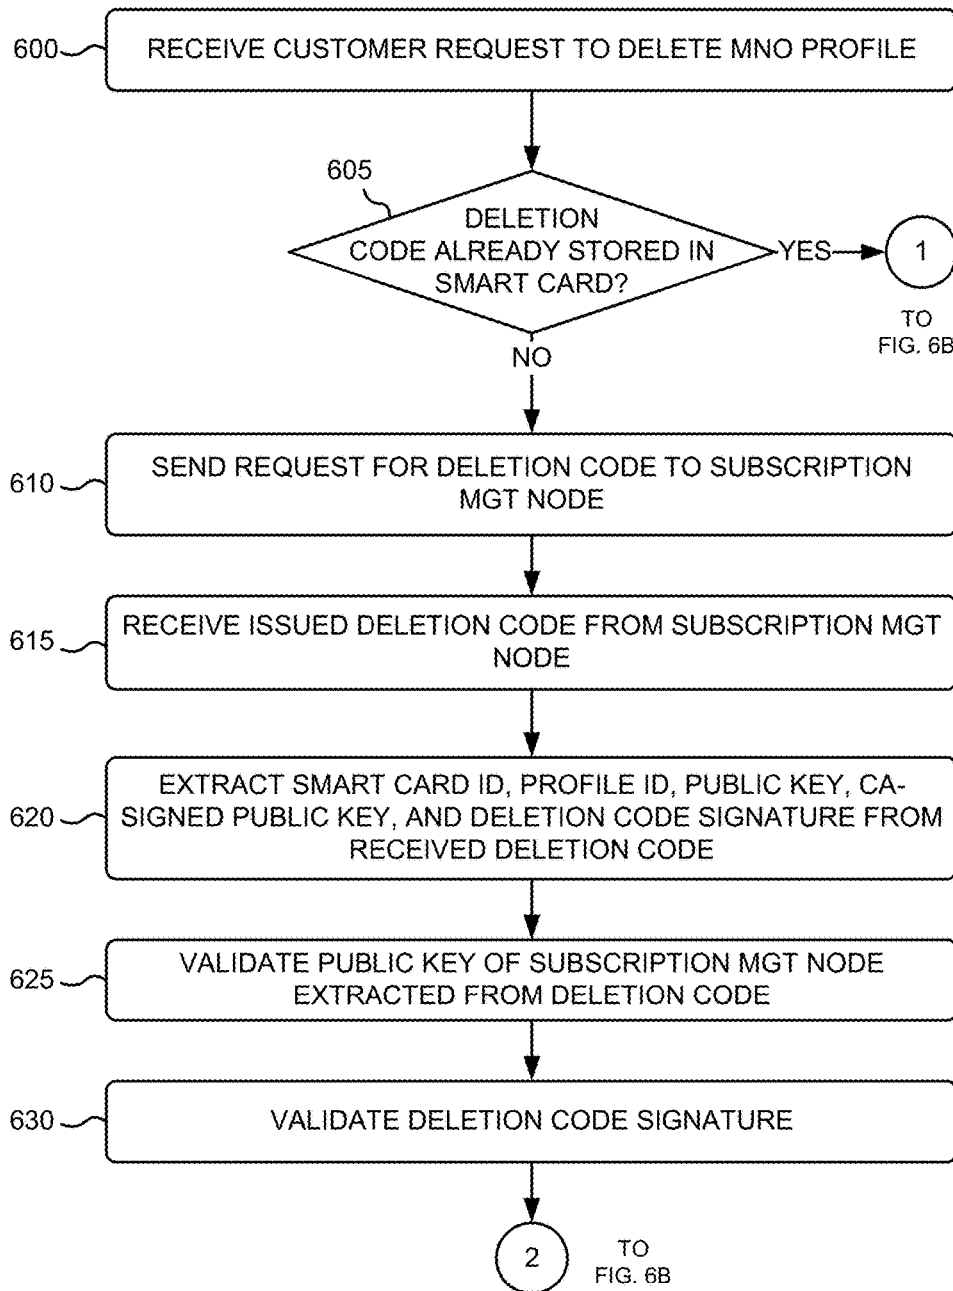 600
RECEIVE CUSTOMER REQUEST TO DELETE MNO PROFILE
605
DELETION
CODE ALREADY STORED IN
SMART CARD?
YES
1
TO
FIG. 6B
NO
610
SEND REQUEST FOR DELETION CODE TO SUBSCRIPTION
MGT NODE
615
RECEIVE ISSUED DELETION CODE FROM SUBSCRIPTION MGT
NODE
620
EXTRACT SMART CARD ID, PROFILE ID, PUBLIC KEY, CA-
SIGNED PUBLIC KEY, AND DELETION CODE SIGNATURE FROM
RECEIVED DELETION CODE
625
VALIDATE PUBLIC KEY OF SUBSCRIPTION MGT NODE
EXTRACTED FROM DELETION CODE
630
VALIDATE DELETION CODE SIGNATURE
2
TO
FIG. 6B